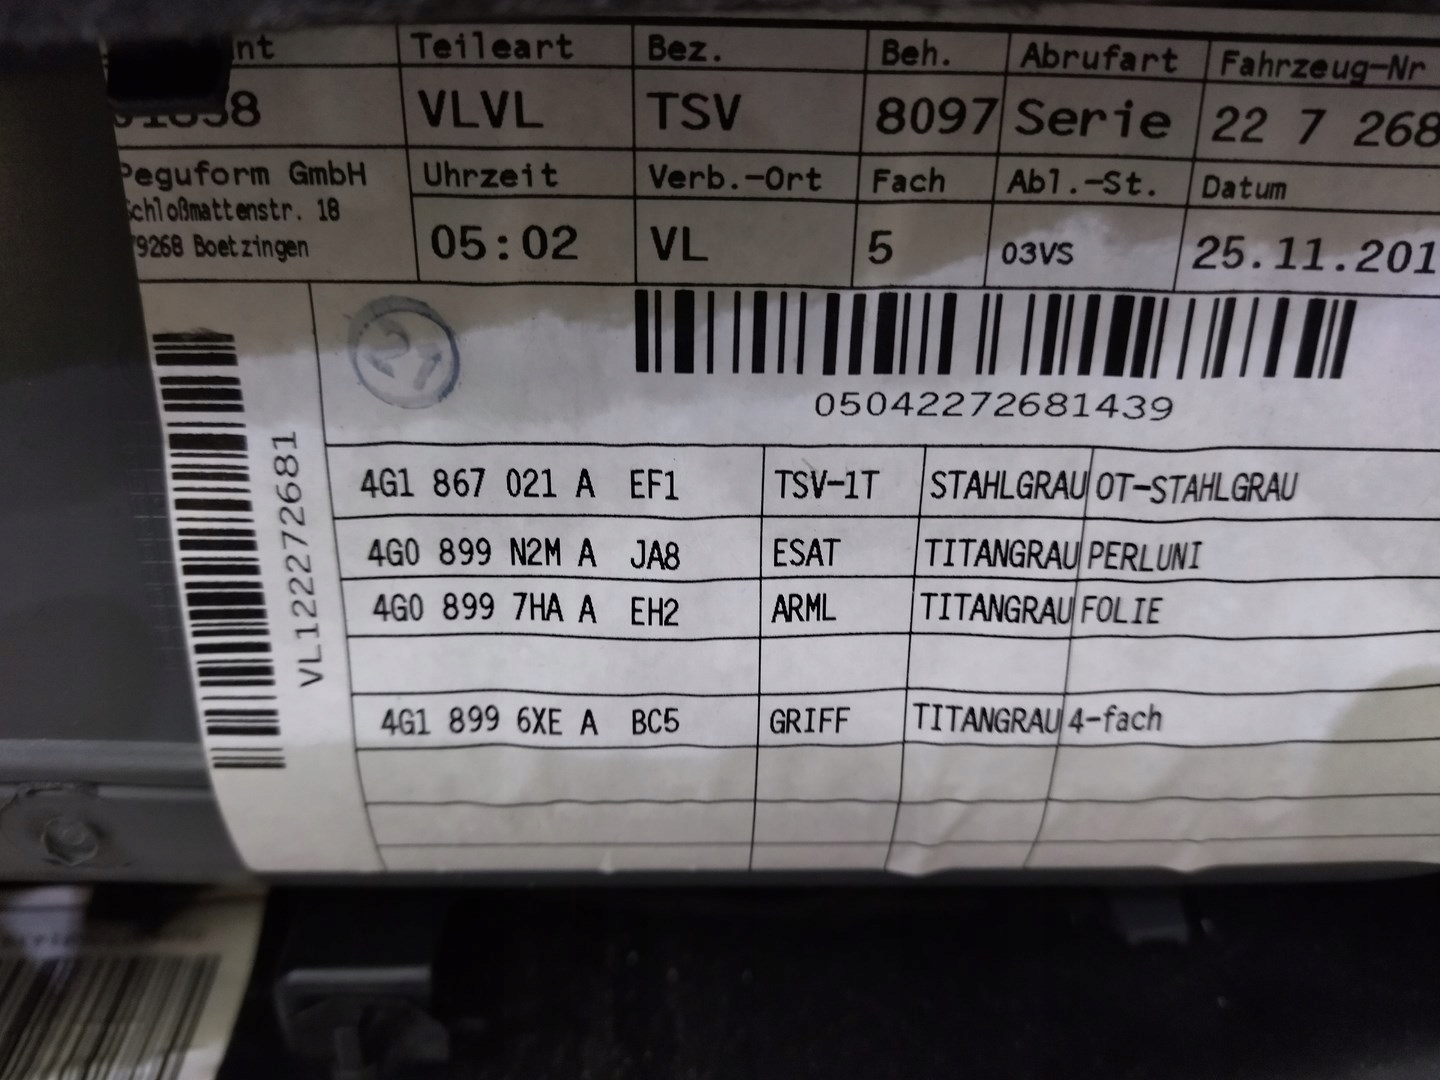 Teileart Bez. Beh. Abrufart Fahrzeug-Nr
VLVL TSV 8097 Serie 22 7 268
Peguform GmbH Uhrzeit Verb.-Ort Fach Abl.-St. Datum
Schloßmattenstr. 18
79268 Boetzingen 05:02 VL 5 03VS 25.11.201
27
05042272681439
VL122272681
4G1 867 021 A EF1 TSV-1T STAHLGRAU OT-STAHLGRAU
4G0 899 N2M A JA8 ESAT TITANGRAU PERLUNI
4G0 899 7HA A EH2 ARML TITANGRAU FOLIE
4G1 899 6XE A BC5 GRIFF TITANGRAU 4-fach